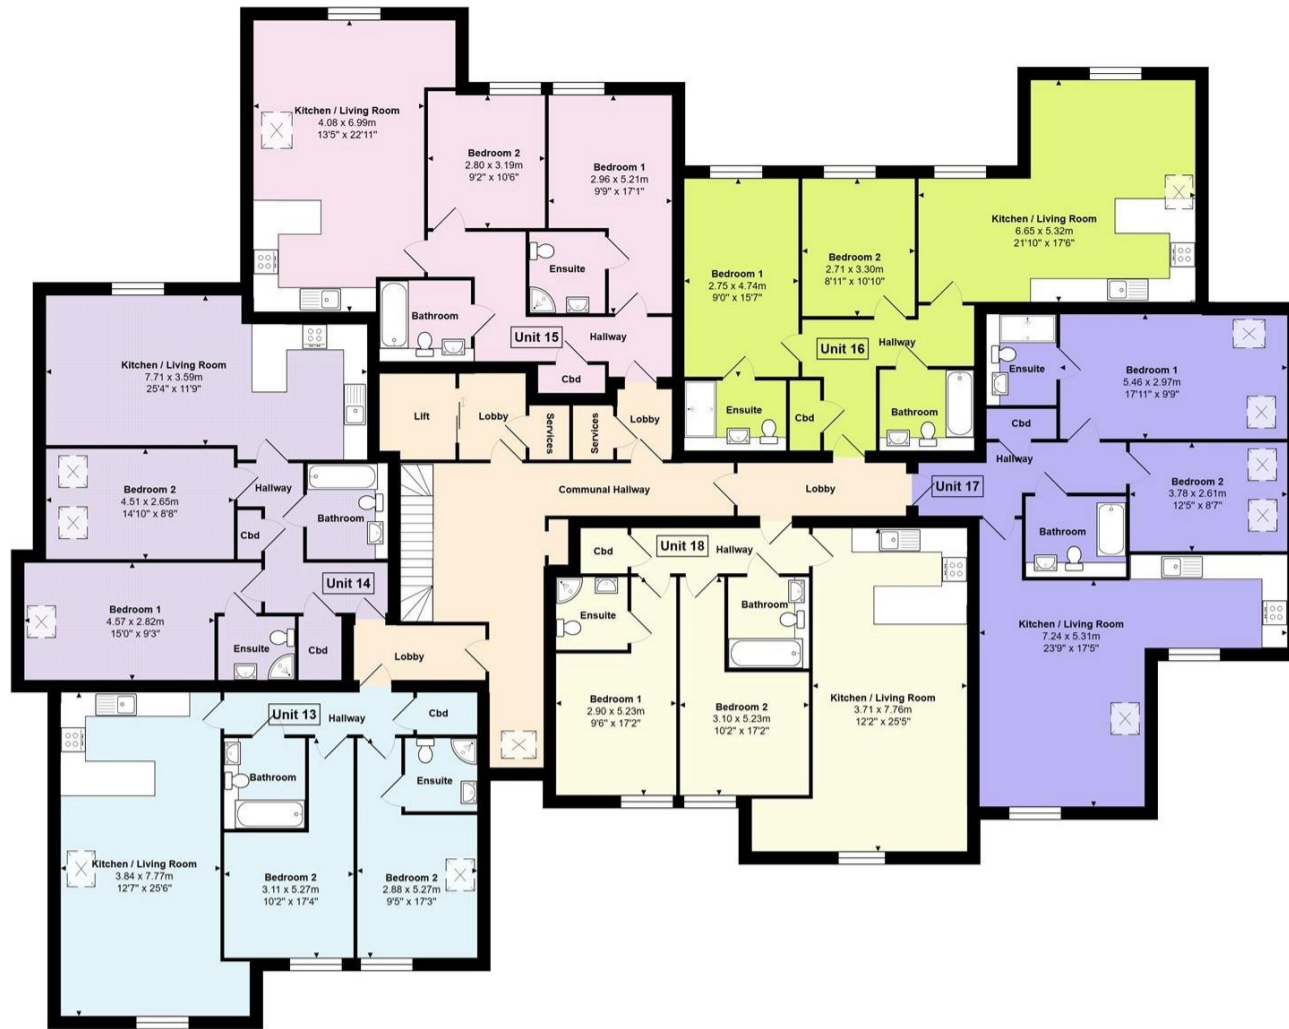 Kitchen / Living Room
4.08 x 6.99m
13'5" x 22'11"
Bedroom 2
2.80 x 3.19m
9'2" x 10'6"
Bedroom 1
2.96 x 5.21m
9'9" x 17'1"
Ensuite
Bathroom
Unit 15
Hallway
Cbd
Kitchen / Living Room
6.65 x 5.32m
21'10" x 17'6"
Bedroom 1
2.75 x 4.74m
9'0" x 15'7"
Bedroom 2
2.71 x 3.30m
8'11" x 10'10"
Unit 16
Hallway
Ensuite
Cbd
Bathroom
Kitchen / Living Room
7.71 x 3.59m
25'4" x 11'9"
Bedroom 2
4.51 x 2.65m
14'10" x 8'8"
Hallway
Cbd
Bathroom
Unit 14
Bedroom 1
4.57 x 2.82m
15'0" x 9'3"
Ensuite
Cbd
Lift
Lobby
Services
Services
Lobby
Communal Hallway
Lobby
Lobby
Ensuite
Bedroom 1
5.46 x 2.97m
17'11" x 9'9"
Cbd
Hallway
Unit 17
Bedroom 2
3.78 x 2.61m
12'5" x 8'7"
Bathroom
Kitchen / Living Room
7.24 x 5.31m
23'9" x 17'5"
Cbd
Unit 18
Hallway
Ensuite
Bathroom
Bedroom 1
2.90 x 5.23m
9'6" x 17'2"
Bedroom 2
3.10 x 5.23m
10'2" x 17'2"
Kitchen / Living Room
3.71 x 7.76m
12'2" x 25'5"
Unit 13
Hallway
Cbd
Bathroom
Ensuite
Kitchen / Living Room
3.84 x 7.77m
12'7" x 25'6"
Bedroom 2
3.11 x 5.27m
10'2" x 17'4"
Bedroom 2
2.88 x 5.27m
9'5" x 17'3"